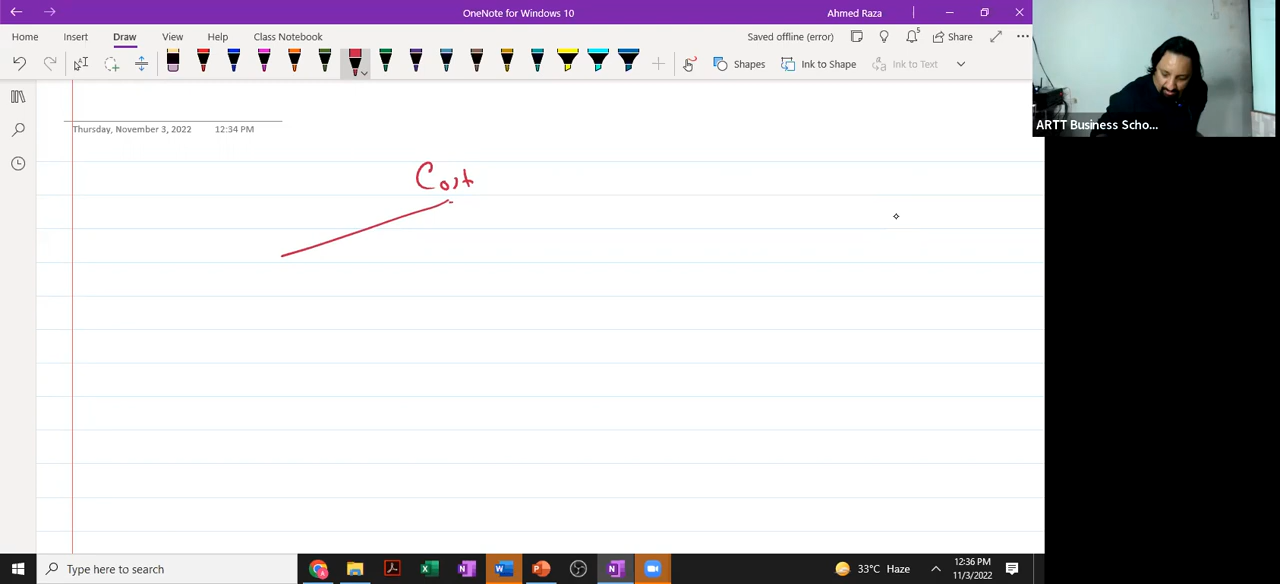 OneNote for Windows 10
Ahmed Raza
Home Insert Draw View Help Class Notebook
Saved offline (error)
5
Share
Shapes
Ink to Shape
Ink to Text
ARTT Business Scho...
Thursday, November 3, 2022 12:34 PM
Cost
Type here to search
33°C Haze
12:36 PM
11/3/2022